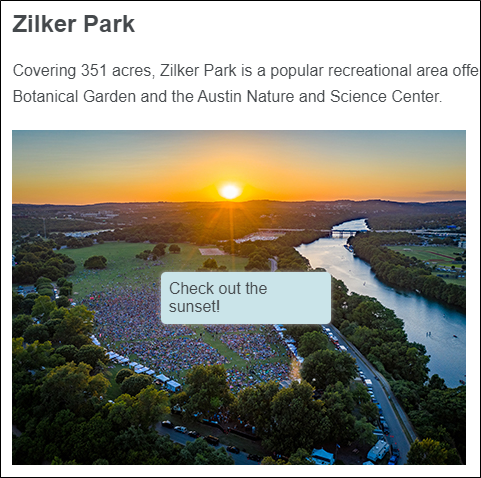 Zilker Park
Covering 351 acres, Zilker Park is a popular recreational area offe
Botanical Garden and the Austin Nature and Science Center.
Check out the
sunset!